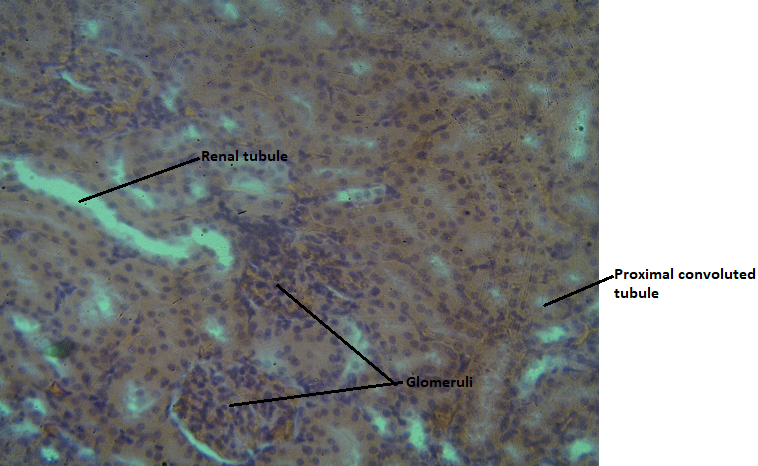 Renal tubule
Proximal convoluted
tubule
Glomeruli